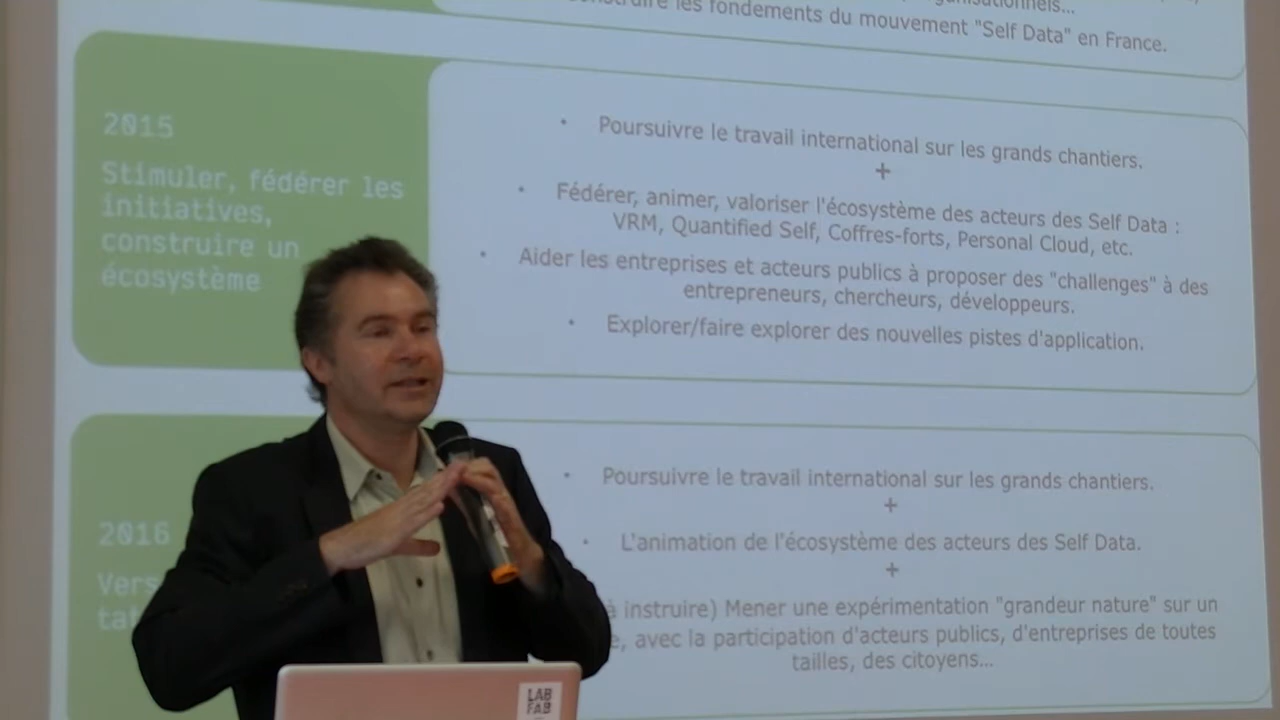 construire les fondements du mouvement "Self Data" en France.
2015
Stimuler, fédérer les
initiatives,
construire un
écosystème
• Poursuivre le travail international sur les grands chantiers.
+
• Fédérer, animer, valoriser l'écosystème des acteurs des Self Data :
VRM, Quantified Self, Coffres-forts, Personal Cloud, etc.
• Aider les entreprises et acteurs publics à proposer des "challenges" à des
entrepreneurs, chercheurs, développeurs.
• Explorer/faire explorer des nouvelles pistes d'application.
2016
Vers
• Poursuivre le travail international sur les grands chantiers.
+
• L'animation de l'écosystème des acteurs des Self Data.
+
à instruire) Mener une expérimentation "grandeur nature" sur un
, avec la participation d'acteurs publics, d'entreprises de toutes
tailles, des citoyens...
LAB
FAB